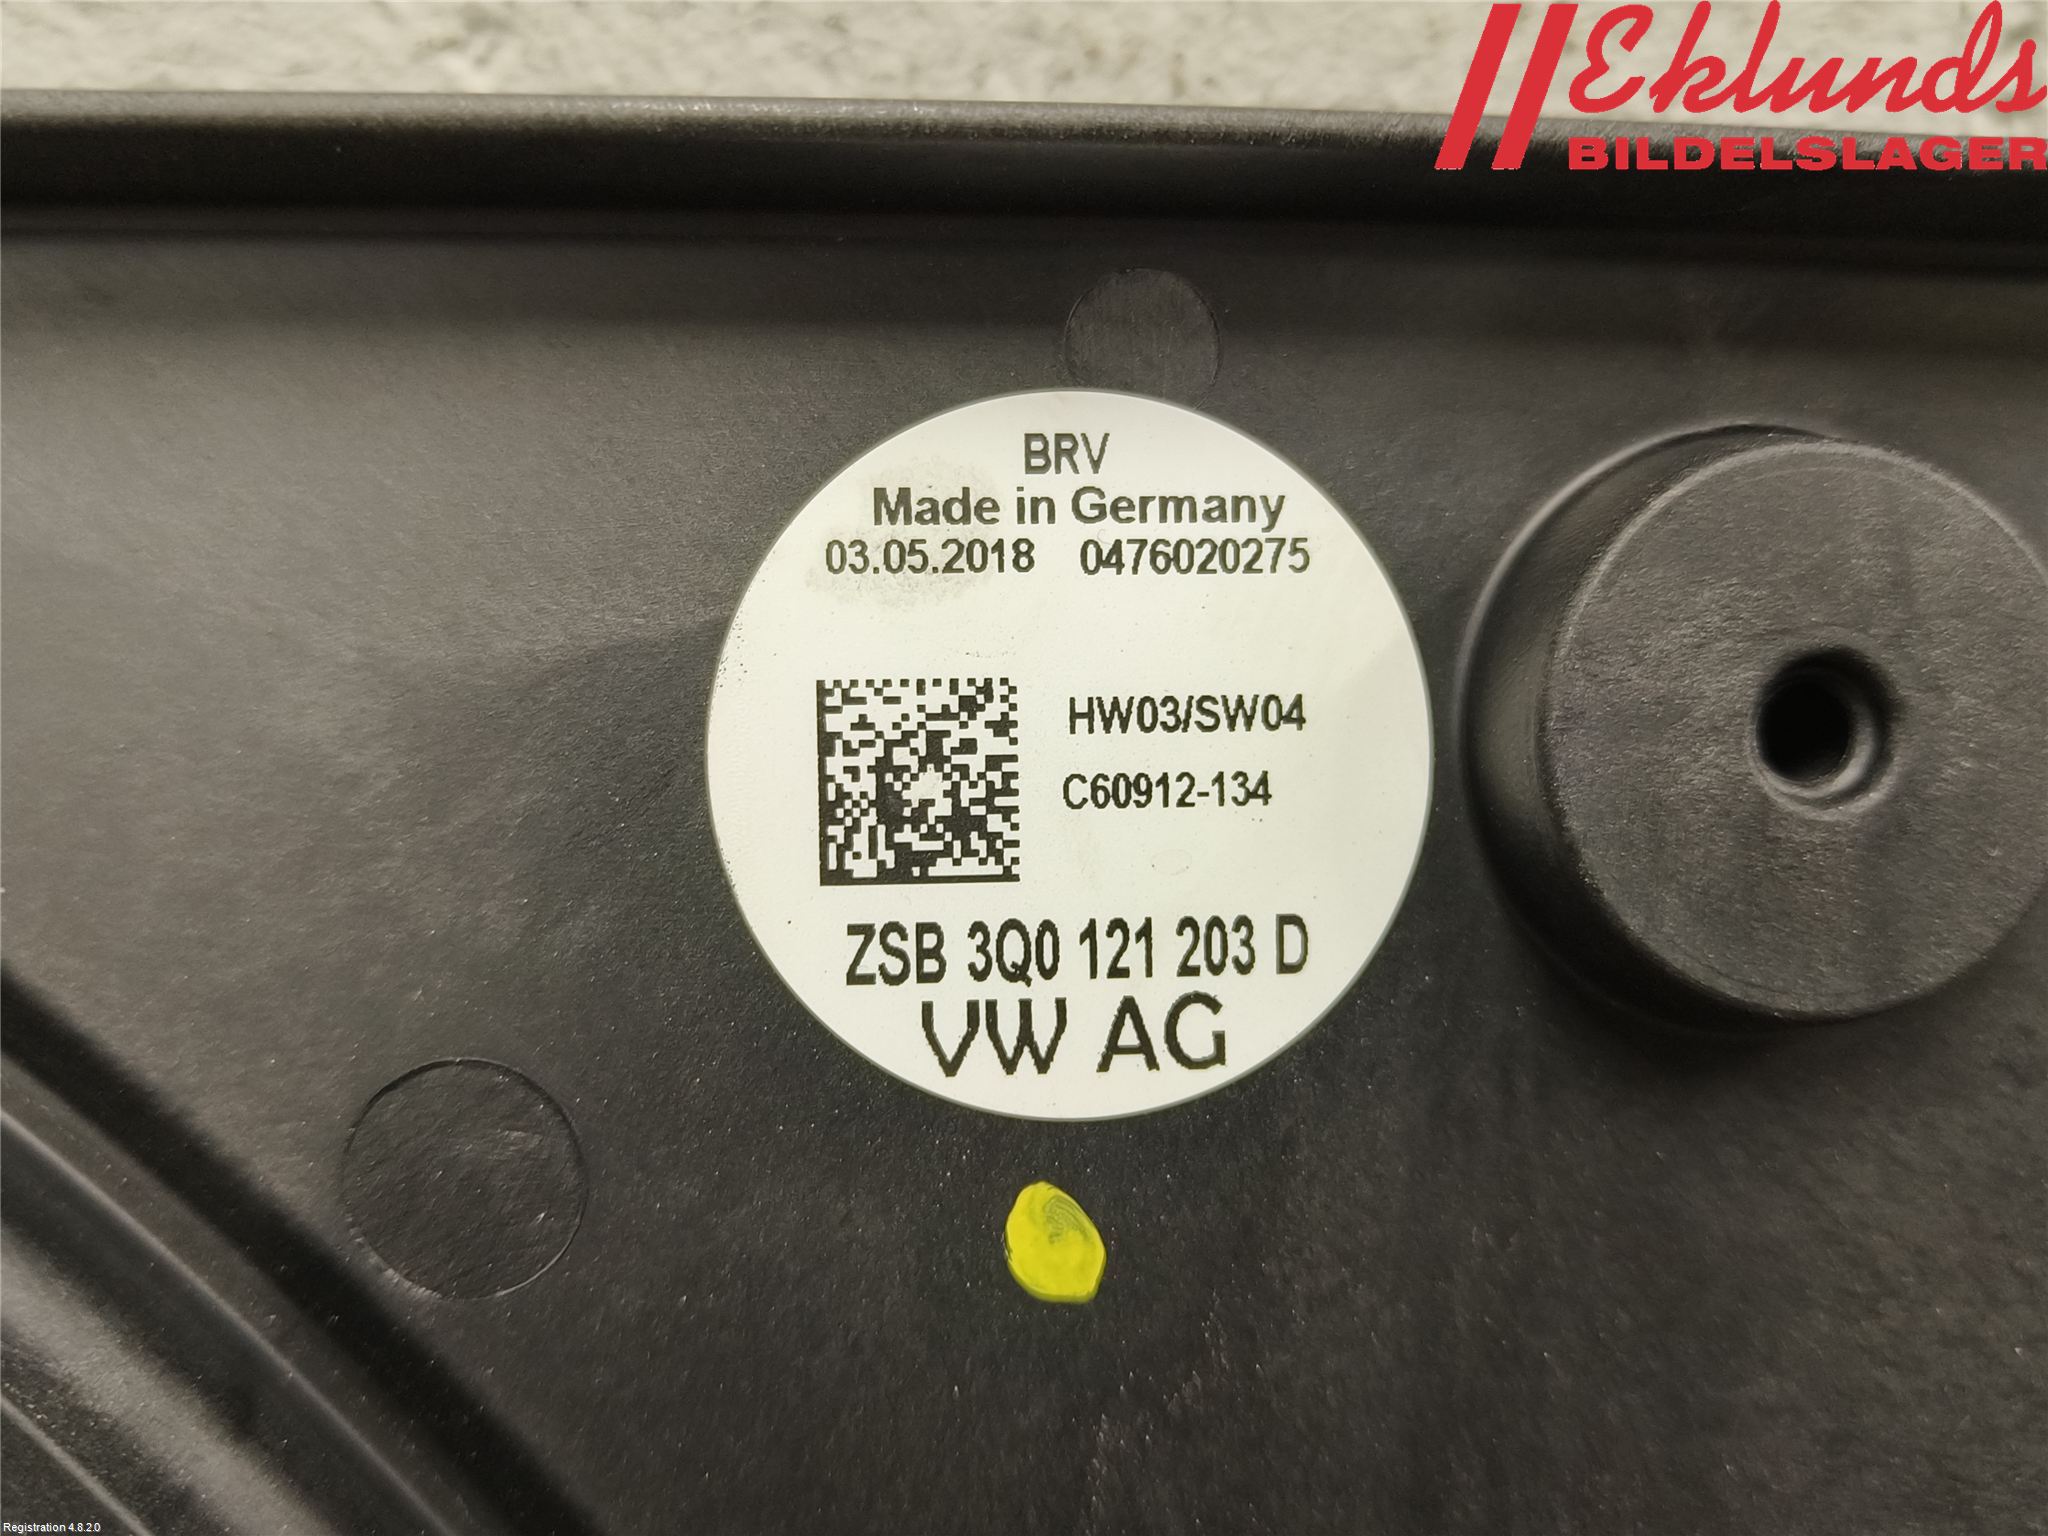 Eklunds
BILDELSLAGER
BRV
Made in Germany
03.05.2018 0476020275
HW03/SW04
C60912-134
ZSB 3Q0 121 203 D
VW AG
Registration 4.8.2.0